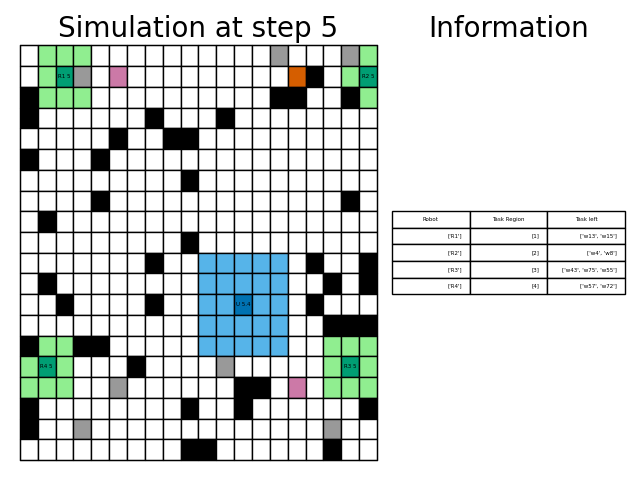 Simulation at step 5
Information
R1 5
R2 5
Robot Task Region Task left
['R1'] [1] ['w13', 'w15']
['R2'] [2] ['w4', 'w8']
['R3'] [3] ['w43', 'w75', 'w55']
['R4'] [4] ['w57', 'w72']
U 5.4
R4 5
R3 5